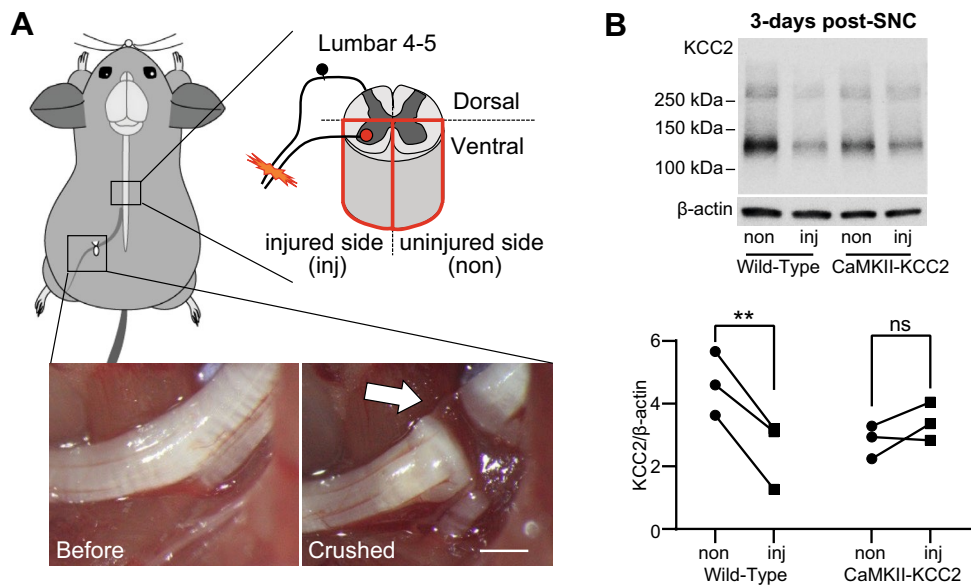 A
Lumbar 4-5
Dorsal
Ventral
injured side
(inj)
uninjured side
(non)
Before
Crushed
B
3-days post-SNC
KCC2
250 kDa
150 kDa
100 kDa
β-actin
non inj non inj
Wild-Type CaMKII-KCC2
** ns
KCC2/β-actin
6
4
2
0
non inj non inj
Wild-Type CaMKII-KCC2